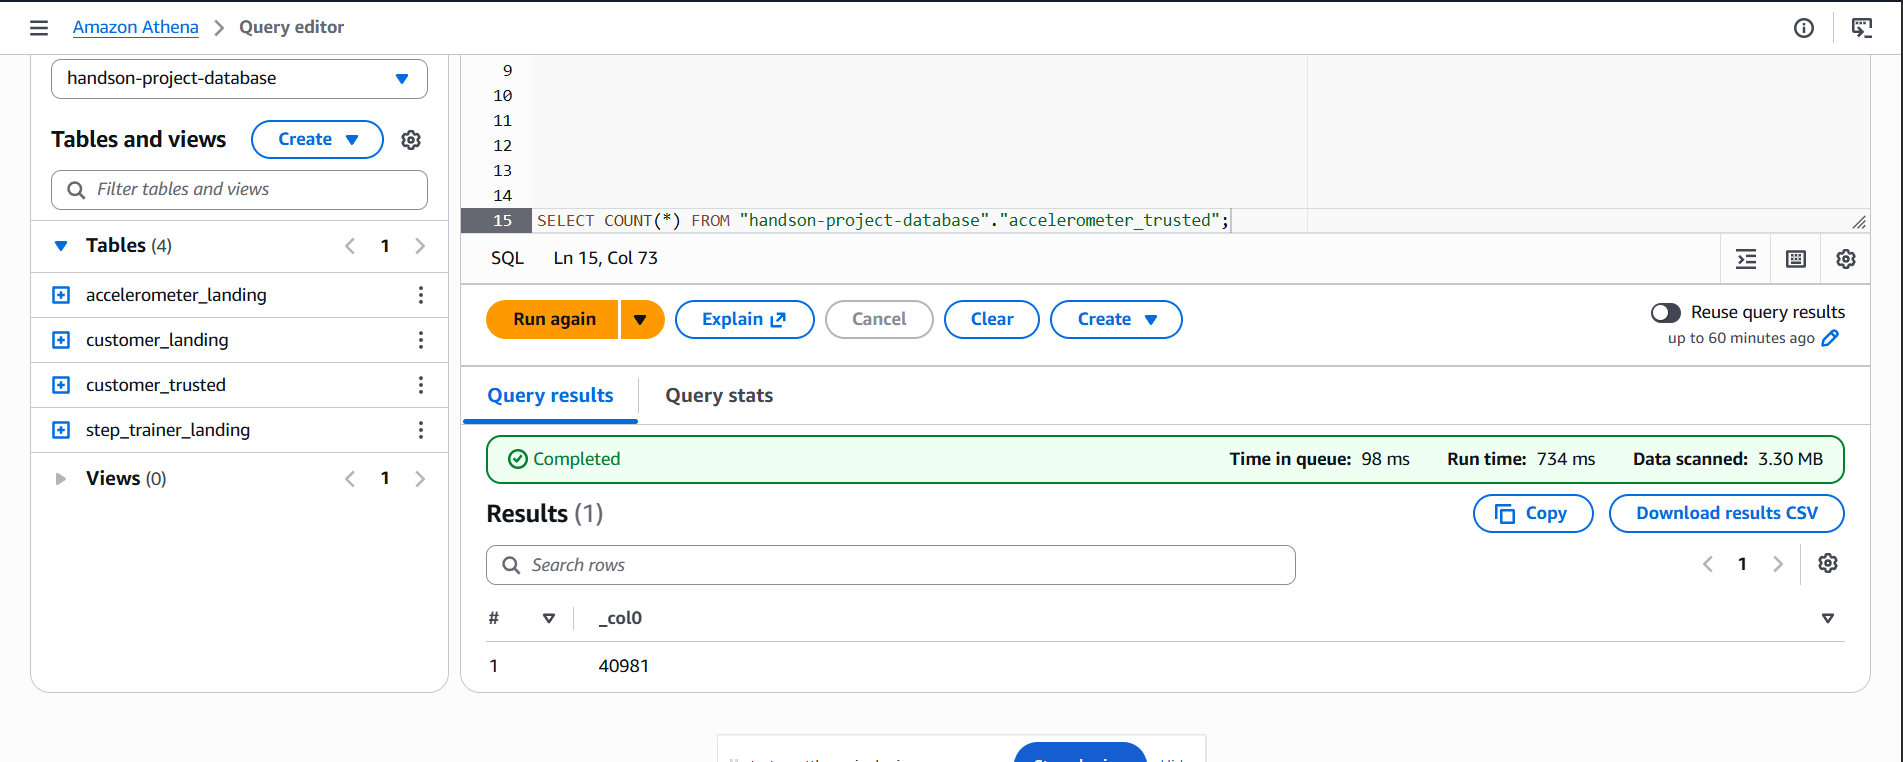 Amazon Athena > Query editor
handson-project-database
Tables and views
Create
Filter tables and views
Tables (4)
1
accelerometer_landing
customer_landing
customer_trusted
step_trainer_landing
Views (0)
1
9
10
11
12
13
14
15 SELECT COUNT(*) FROM "handson-project-database"."accelerometer_trusted";
SQL Ln 15, Col 73
Run again
Explain
Cancel
Clear
Create
Reuse query results
up to 60 minutes ago
Query results
Query stats
Completed
Time in queue: 98 ms Run time: 734 ms Data scanned: 3.30 MB
Results (1)
Copy
Download results CSV
Search rows
1
# _col0
1 40981